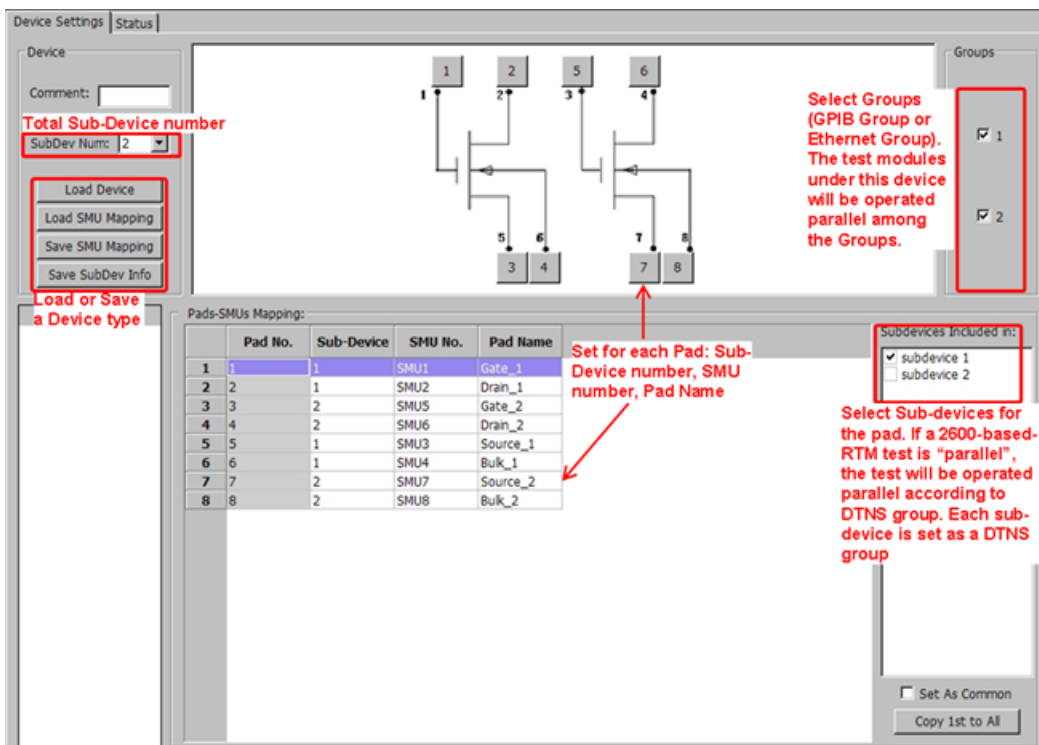 Device Settings
Status
Device
Comment:
Total Sub-Device number
SubDev Num: 2
Load Device
Load SMU Mapping
Save SMU Mapping
Save SubDev Info
Load or Save
a Device type
1 2 5 6
1 2 3 4
5 6 7 8
3 4 7 8
Groups
Select Groups
(GPIB Group or
Ethernet Group).
The test modules
under this device
will be operated
parallel among
the Groups.
1
2
Pads-SMUs Mapping:
Pad No. Sub-Device SMU No. Pad Name
1 1 1 SMU1 Gate_1
2 2 1 SMU2 Drain_1
3 3 2 SMU5 Gate_2
4 4 2 SMU6 Drain_2
5 5 1 SMU3 Source_1
6 6 1 SMU4 Bulk_1
7 7 2 SMU7 Source_2
8 8 2 SMU8 Bulk_2
Set for each Pad: Sub-
Device number, SMU
number, Pad Name
Subdevices Included in:
subdevice 1
subdevice 2
Select Sub-devices for
the pad. If a 2600-based-
RTM test is “parallel”,
the test will be operated
parallel according to
DTNS group. Each sub-
device is set as a DTNS
group
Set As Common
Copy 1st to All